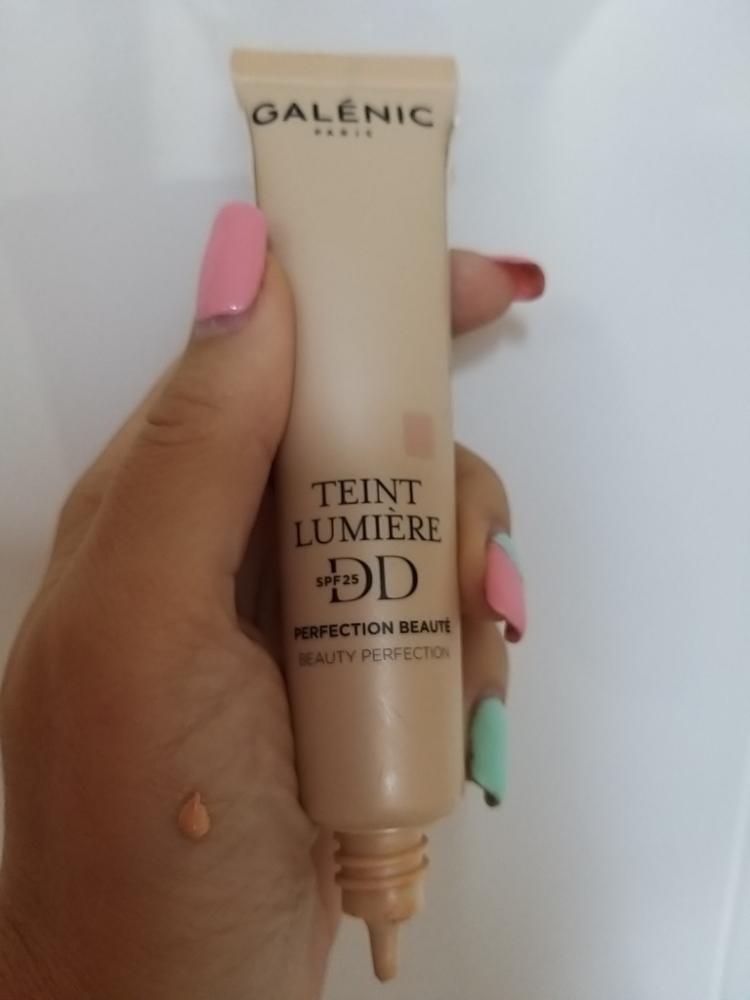 GALÉNIC
PARIS
TEINT
LUMIÈRE
SPF25 DD
PERFECTION BEAUTÉ
BEAUTY PERFECTION